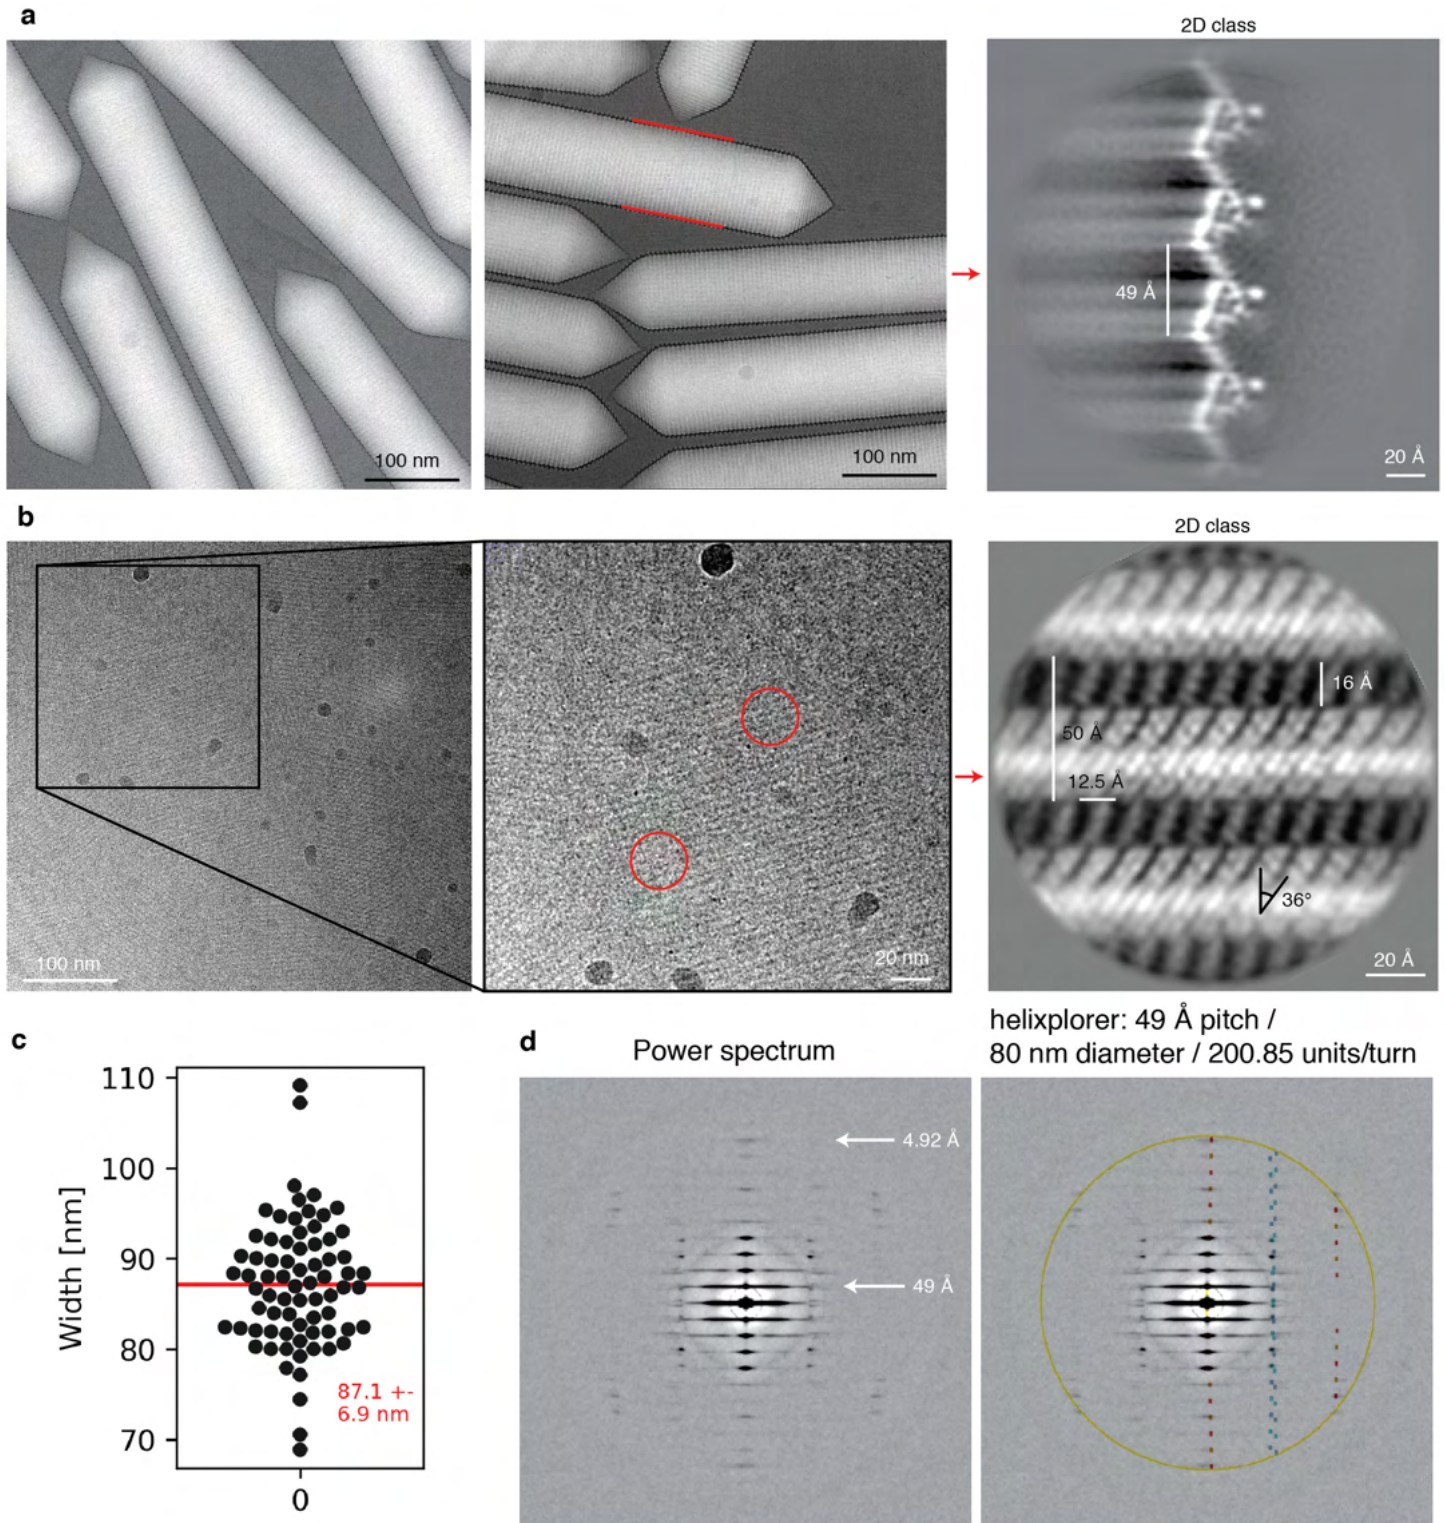 a
2D class
100 nm
100 nm
49 Å
20 Å
b
2D class
100 nm
20 nm
16 Å
50 Å
12.5 Å
36°
20 Å
c
110
100
90
80
70
Width [nm]
87.1 +-
6.9 nm
0
d
Power spectrum
4.92 Å
49 Å
helixplorer: 49 Å pitch /
80 nm diameter / 200.85 units/turn